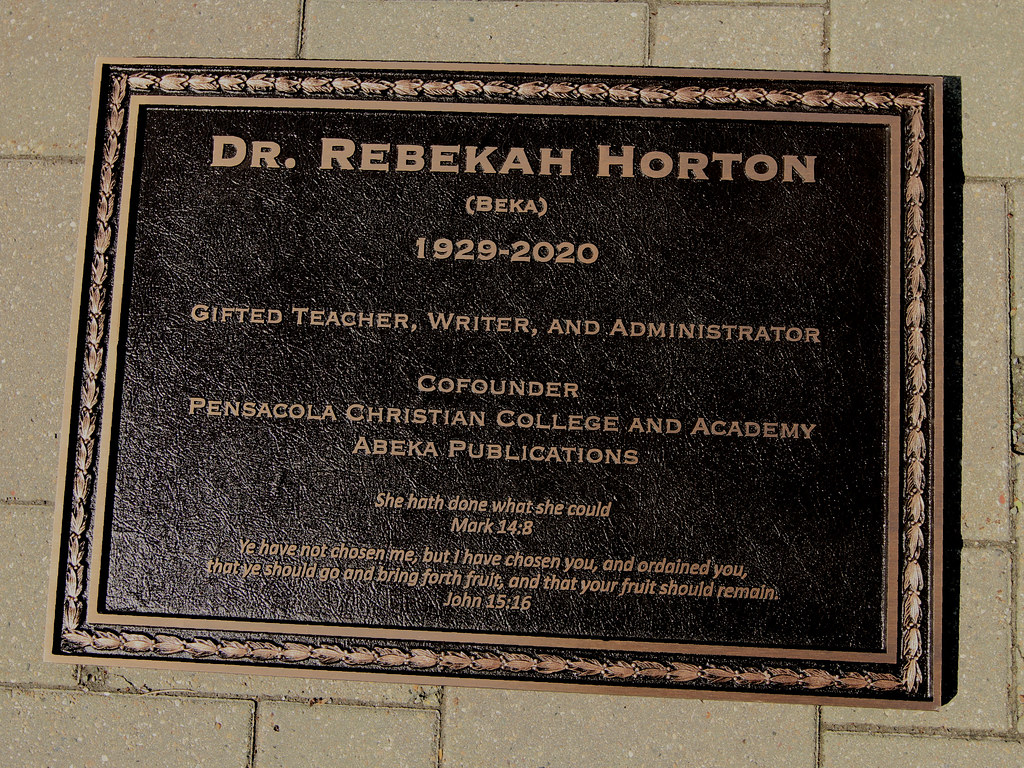 Dr. Rebekah Horton
(Beka)
1929-2020
Gifted Teacher, Writer, and Administrator
Cofounder
Pensacola Christian College and Academy
Abeka Publications
She hath done what she could
Mark 14:8
Ye have not chosen me, but I have chosen you, and ordained you,
that ye should go and bring forth fruit, and that your fruit should remain.
John 15:16